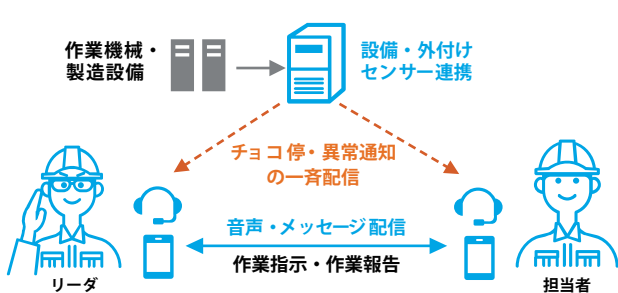 作業機械・
製造設備
設備・外付け
センサー連携
チョコ停・異常通知
の一斉配信
音声・メッセージ配信
作業指示・作業報告
リーダ
担当者